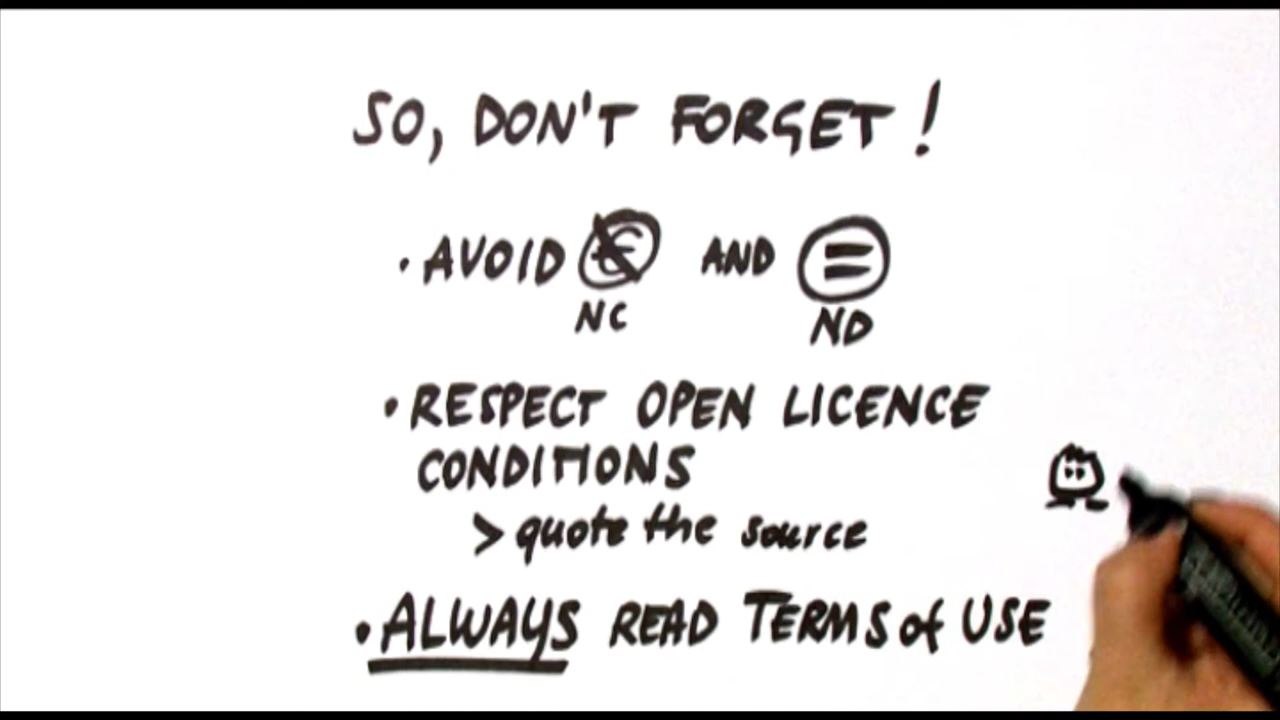 SO, DON'T FORGET!
• AVOID € AND =
NC ND
• RESPECT OPEN LICENCE
CONDITIONS
> quote the source
• ALWAYS READ TERMS of USE